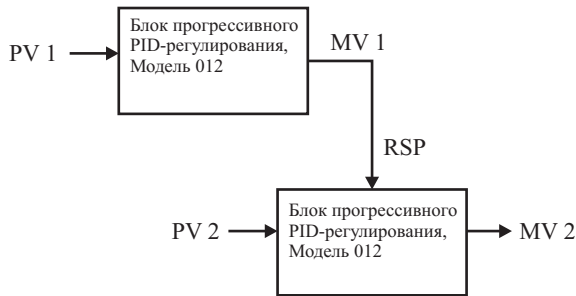 Блок прогрессивного
PID-регулирования,
Модель 012
PV 1
MV 1
RSP
Блок прогрессивного
PID-регулирования,
Модель 012
PV 2
MV 2